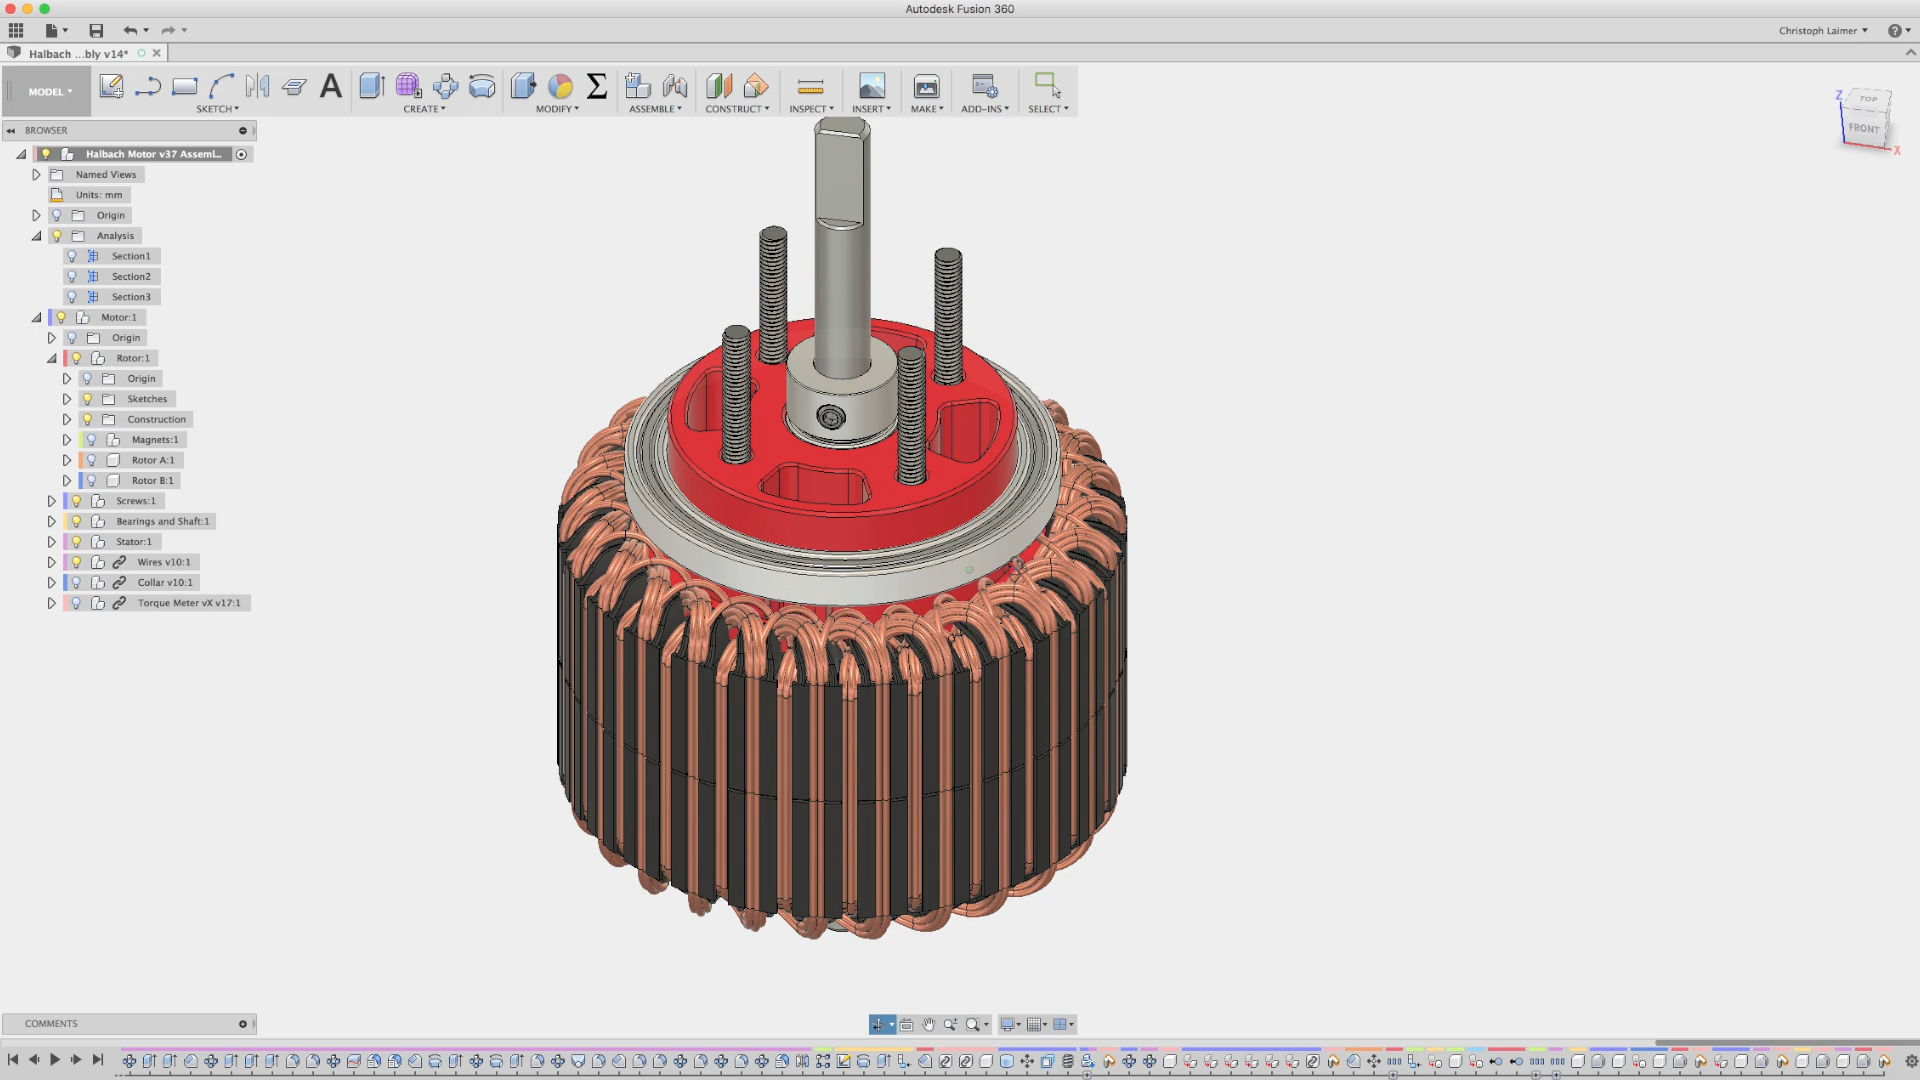 Autodesk Fusion 360
Christoph Laimer
Halbach ...bly v14*
MODEL
A
Σ
SKETCH
CREATE
MODIFY
ASSEMBLE
CONSTRUCT
INSPECT
INSERT
MAKE
ADD-INS
SELECT
Z
TOP
FRONT
X
BROWSER
Halbach Motor v37 Assembl...
Named Views
Units: mm
Origin
Analysis
Section1
Section2
Section3
Motor:1
Origin
Rotor:1
Origin
Sketches
Construction
Magnets:1
Rotor A:1
Rotor B:1
Screws:1
Bearings and Shaft:1
Stator:1
Wires v10:1
Collar v10:1
Torque Meter vX v17:1
COMMENTS